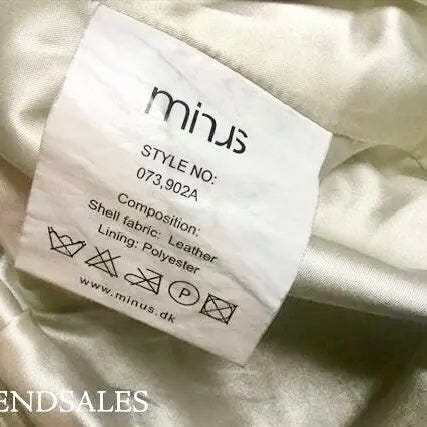 minus
STYLE NO:
073,902A
Composition:
Shell fabric: Leather
Lining: Polyester
P
www.minus.dk
ENDSALES